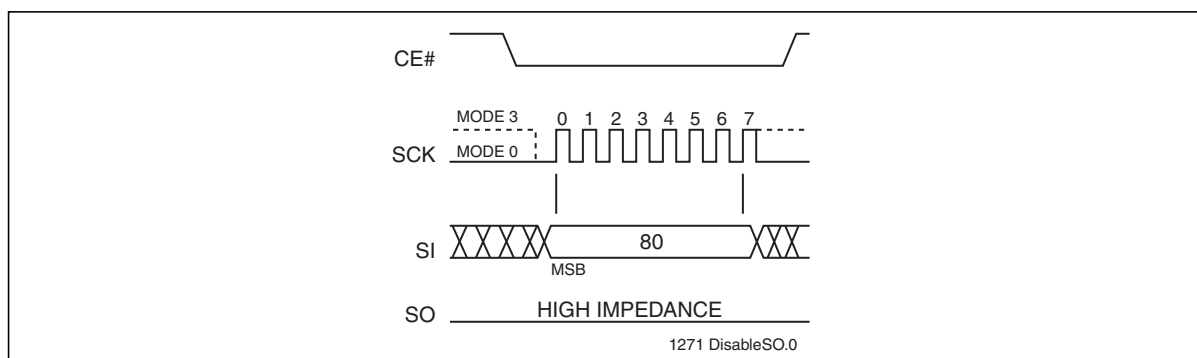 CE#
MODE 3 0 1 2 3 4 5 6 7
SCK MODE 0
SI 80
MSB
SO HIGH IMPEDANCE
1271 DisableSO.0